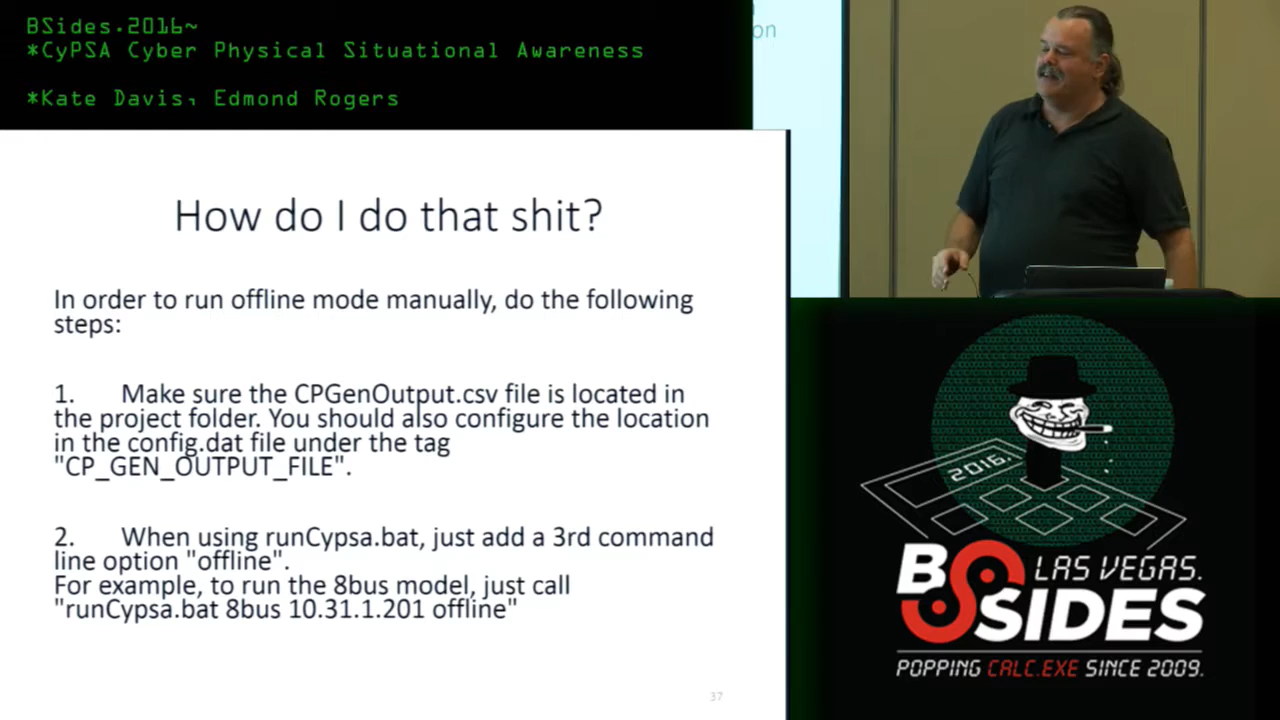 BSides.2016~
*CyPSA Cyber Physical Situational Awareness
*Kate Davis, Edmond Rogers
on
How do I do that shit?
In order to run offline mode manually, do the following
steps:
1. Make sure the CPGenOutput.csv file is located in
the project folder. You should also configure the location
in the config.dat file under the tag
"CP_GEN_OUTPUT_FILE".
2. When using runCypsa.bat, just add a 3rd command
line option "offline".
For example, to run the 8bus model, just call
"runCypsa.bat 8bus 10.31.1.201 offline"
37
2016.
BSIDES
LAS VEGAS.
POPPING CALC.EXE SINCE 2009.